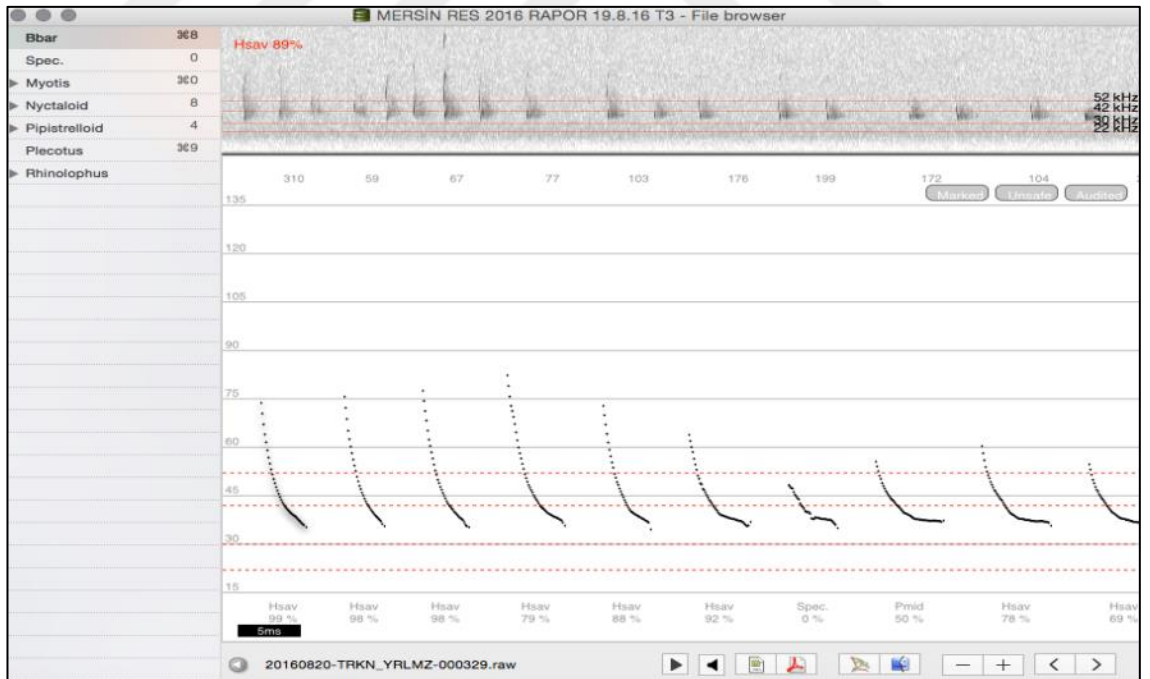 MERSİN RES 2016 RAPOR 19.8.16 T3 - File browser
Bbar ⌘8
Spec. 0
Myotis ⌘0
Nyctaloid 8
Pipistrelloid 4
Plecotus ⌘9
Rhinolophus
Hsav 89%
52 kHz
42 kHz
30 kHz
22 kHz
310 59 67 77 103 176 199 172 104
Marked Unsafe Audited
135
120
105
90
75
60
45
30
15
Hsav Hsav Hsav Hsav Hsav Hsav Spec. Pmid Hsav Hsav
99 % 98 % 98 % 79 % 88 % 92 % 0 % 50 % 78 % 69 %
5ms
20160820-TRKN_YRLMZ-000329.raw